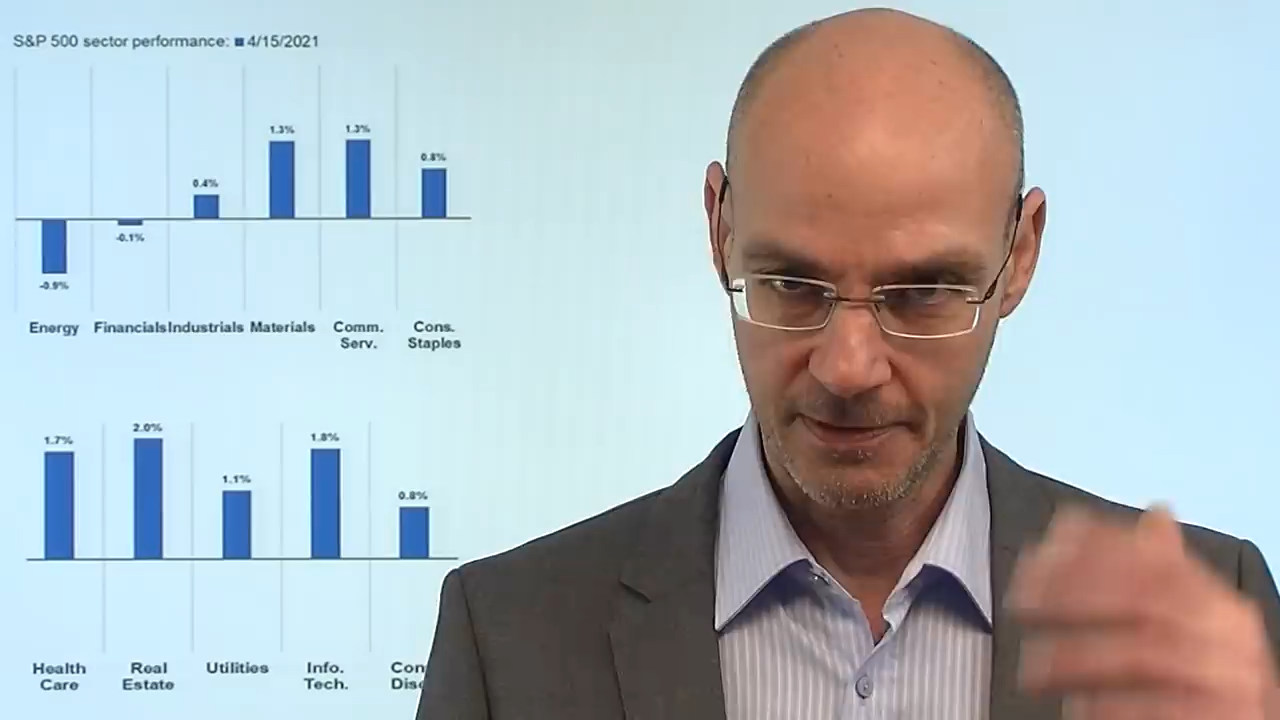 S&P 500 sector performance: 4/15/2021
-0.9% -0.1% 0.4% 1.3% 1.3% 0.8%
Energy Financials Industrials Materials Comm. Serv. Cons. Staples
1.7% 2.0% 1.1% 1.8% 0.8%
Health Care Real Estate Utilities Info. Tech.